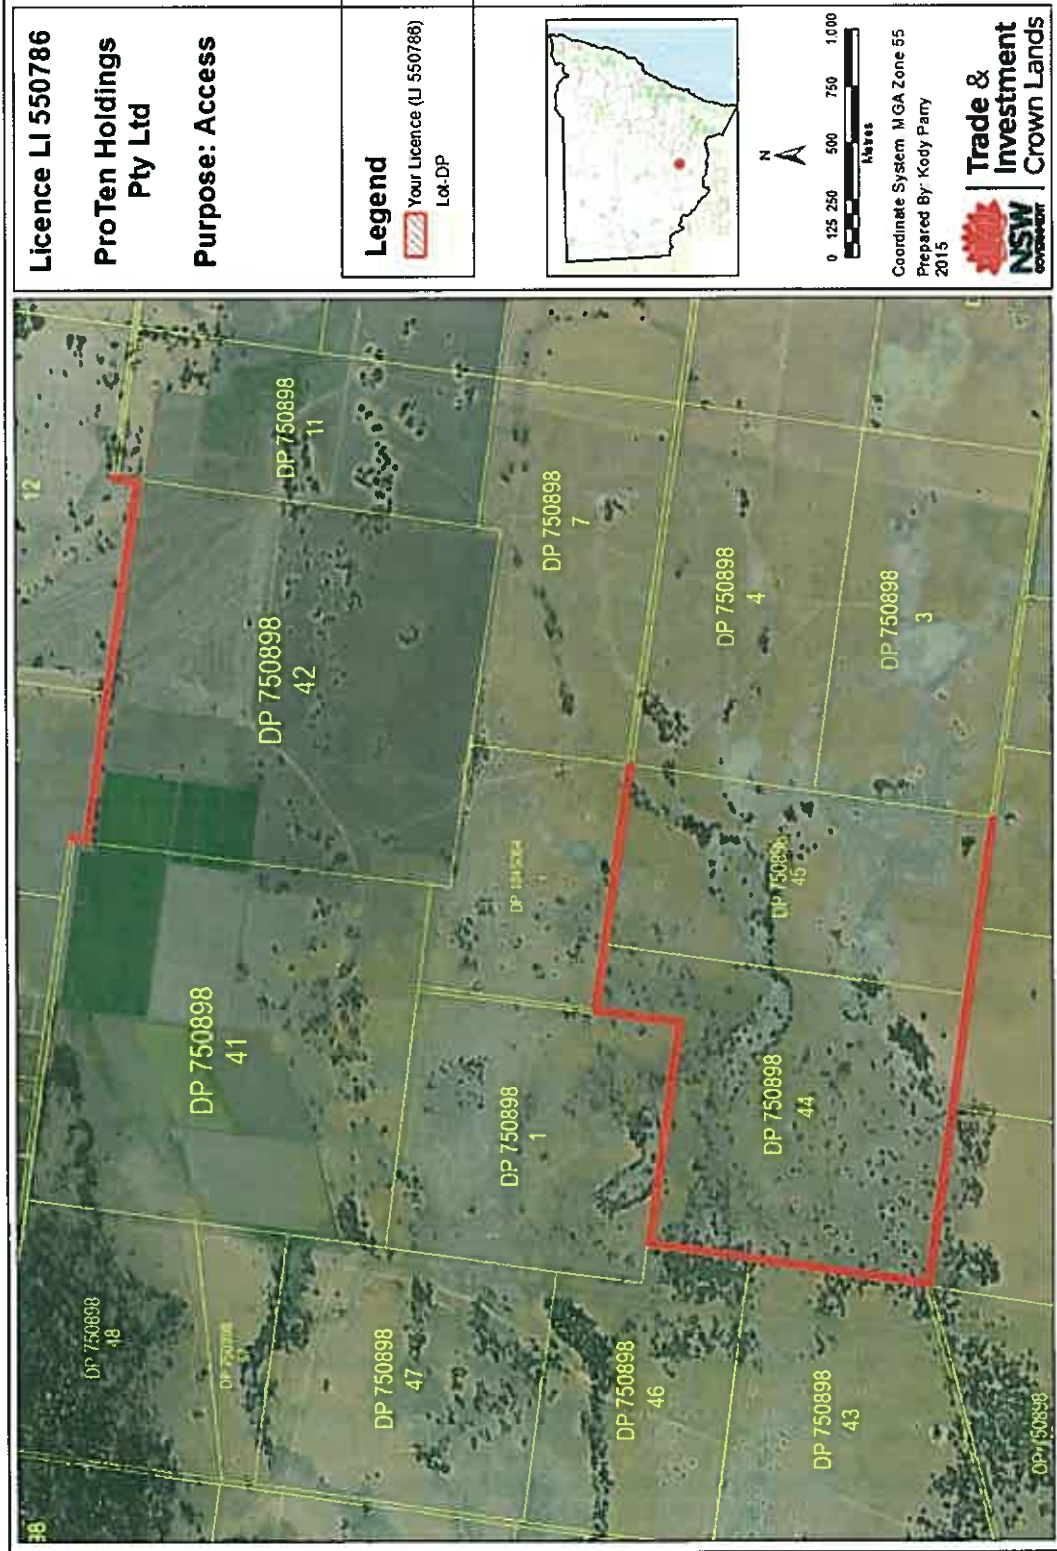 Licence LI 550786
ProTen Holdings
Pty Ltd
Purpose: Access
Legend
Your Licence (LI 550786)
Lot-DP
N
0 125 250 500 750 1,000
Metres
Coordinate System MGA Zone 55
Prepared By: Kody Parry
2015
NSW
GOVERNMENT
Trade &
Investment
Crown Lands
12
DP 750898
11
DP 750898
42
DP 750898
7
DP 750898
4
DP 750898
3
DP 750898
45
DP 750898
41
DP 750898
1
DP 750898
44
DP 750898
48
DP 750898
47
DP 750898
46
DP 750898
43
DP 750898
98